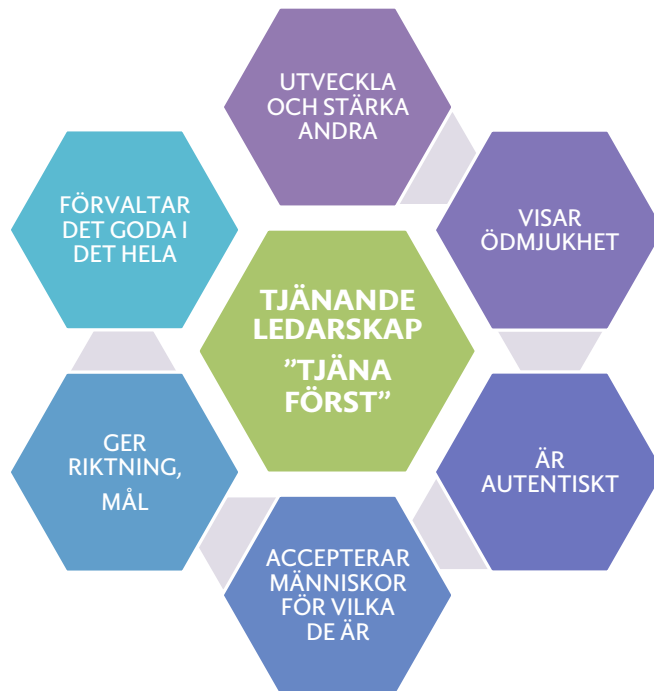 UTVECKLA
OCH STÄRKA
ANDRA
VISAR
ÖDMJUKHET
ÄR
AUTENTISKT
ACCEPTERAR
MÄNNISKOR
FÖR VILKA
DE ÄR
GER
RIKTNING,
MÅL
FÖRVALTAR
DET GODA I
DET HELA
TJÄNANDE
LEDARSKAP
”TJÄNA
FÖRST”